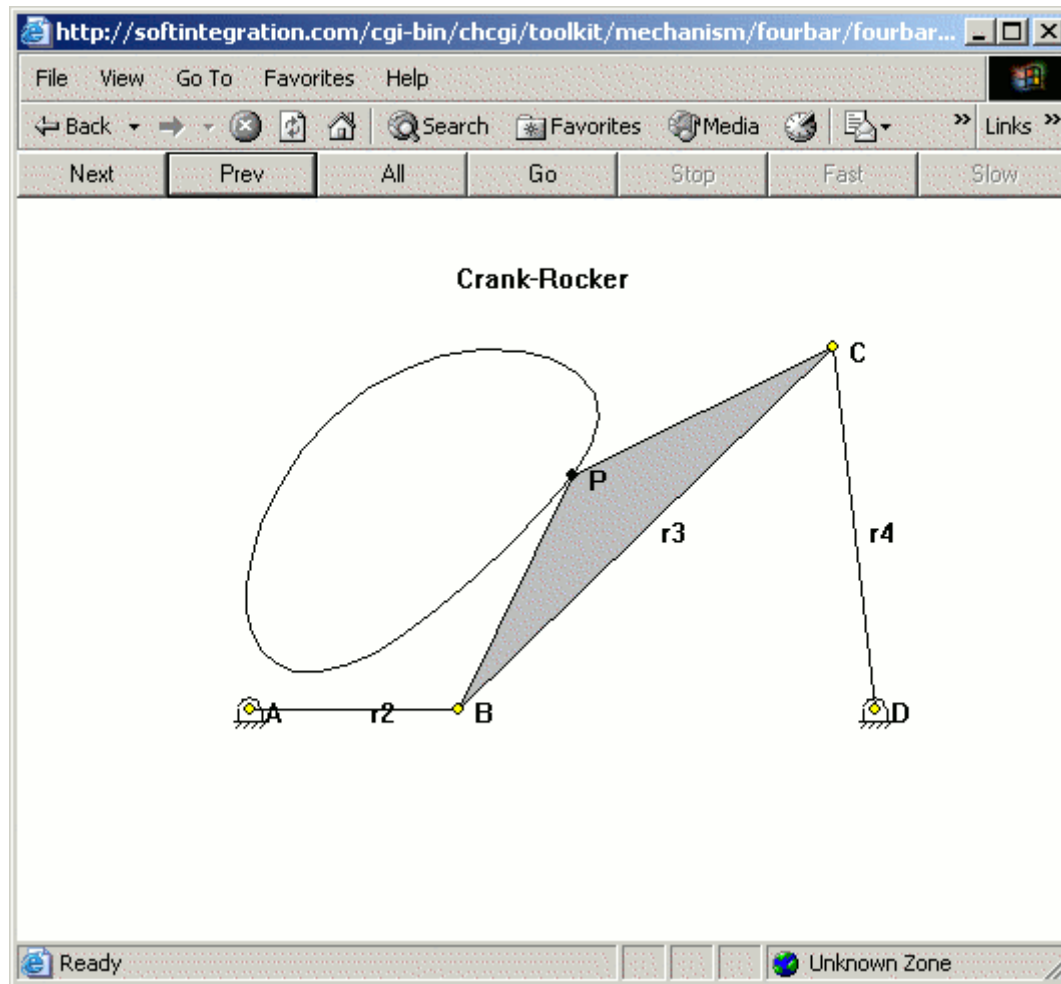 http://softintegration.com/cgi-bin/chcgi/toolkit/mechanism/fourbar/fourbar...
File View Go To Favorites Help
Back Search Favorites Media Links
Next Prev All Go Stop Fast Slow
Crank-Rocker
C
P
r3 r4
A r2 B D
Ready Unknown Zone